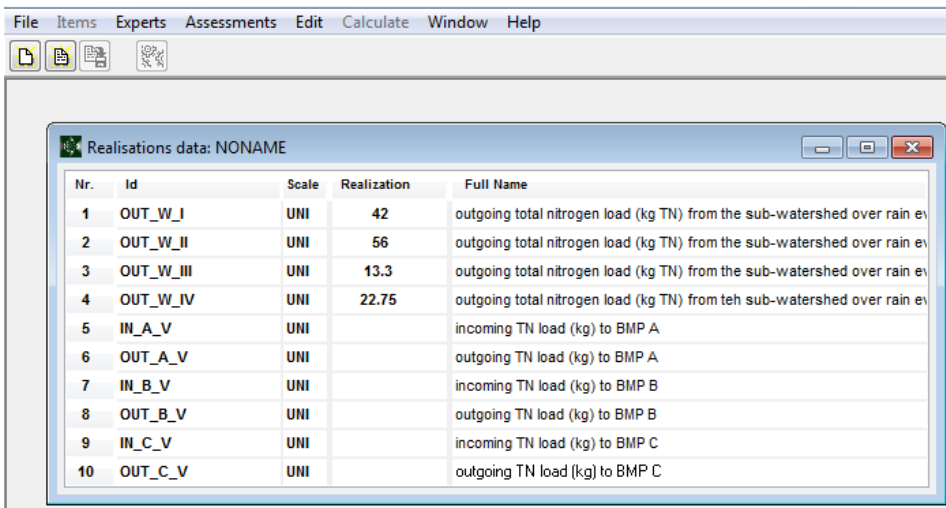 File Items Experts Assessments Edit Calculate Window Help
Realisations data: NONAME
Nr. Id Scale Realization Full Name
1 OUT_W_I UNI 42 outgoing total nitrogen load (kg TN) from the sub-watershed over rain ev
2 OUT_W_II UNI 56 outgoing total nitrogen load (kg TN) from the sub-watershed over rain ev
3 OUT_W_III UNI 13.3 outgoing total nitrogen load (kg TN) from the sub-watershed over rain ev
4 OUT_W_IV UNI 22.75 outgoing total nitrogen load (kg TN) from teh sub-watershed over rain ev
5 IN_A_V UNI incoming TN load (kg) to BMP A
6 OUT_A_V UNI outgoing TN load (kg) to BMP A
7 IN_B_V UNI incoming TN load (kg) to BMP B
8 OUT_B_V UNI outgoing TN load (kg) to BMP B
9 IN_C_V UNI incoming TN load (kg) to BMP C
10 OUT_C_V UNI outgoing TN load (kg) to BMP C